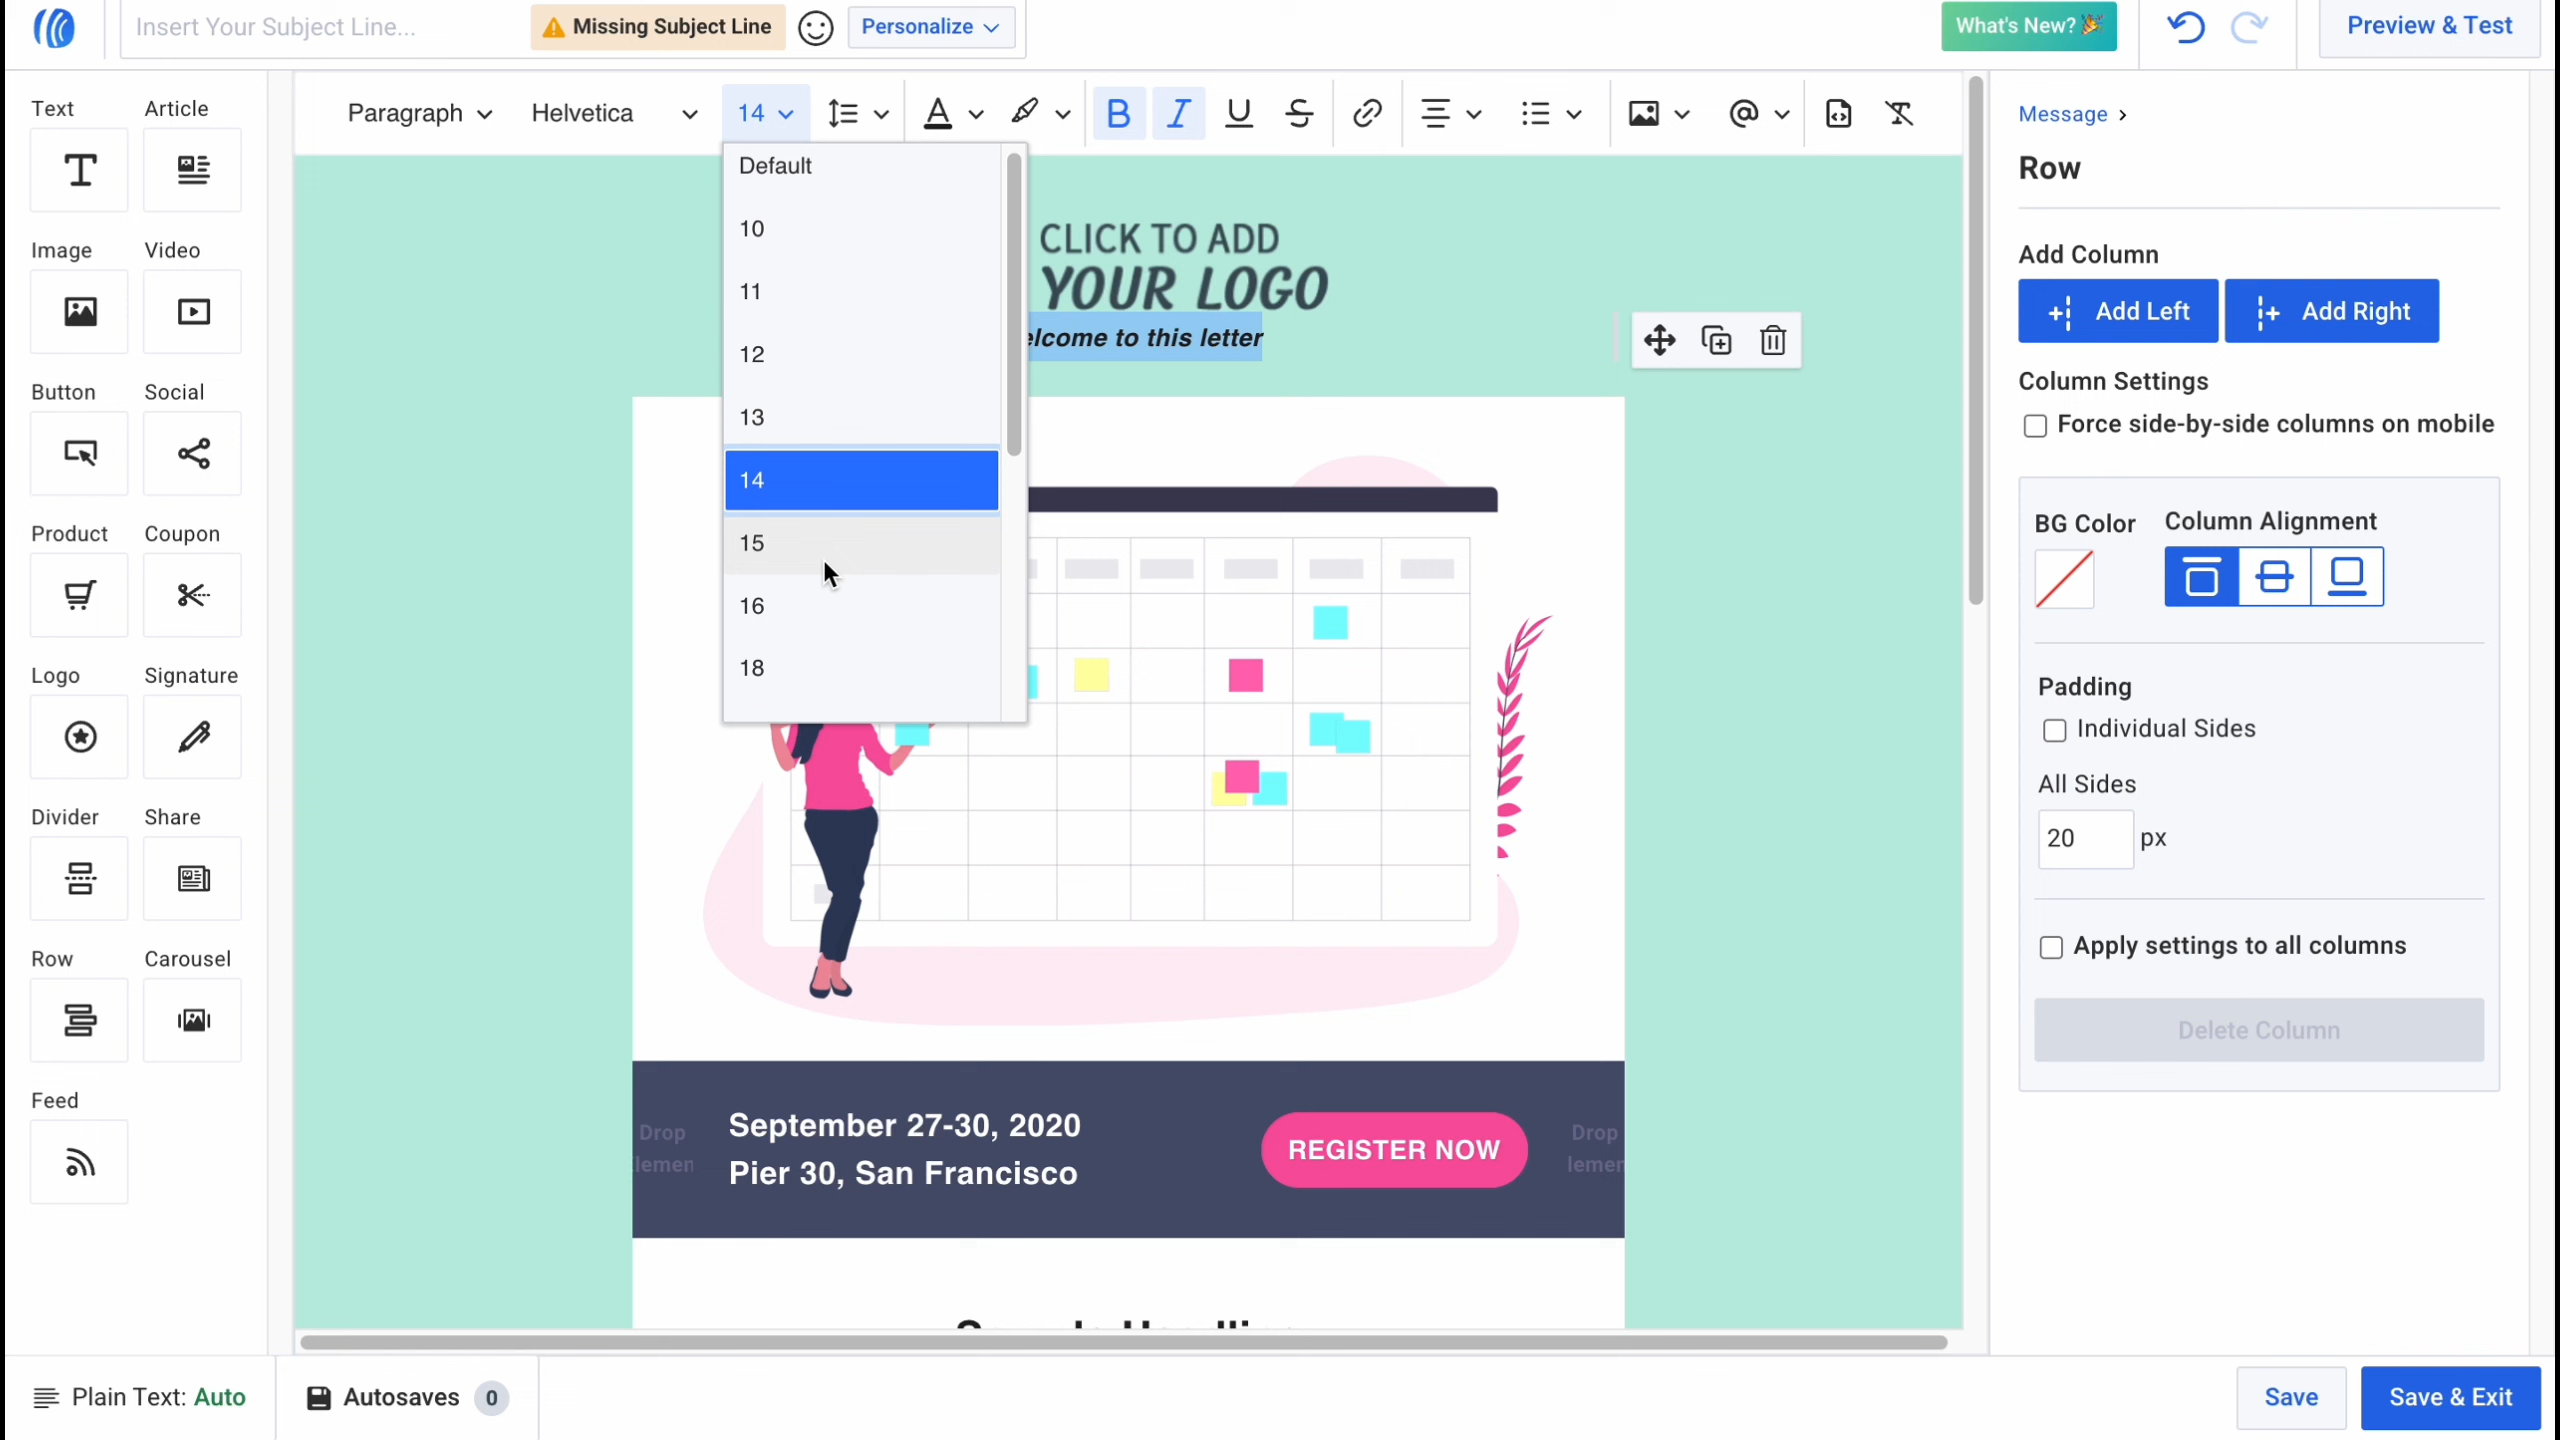 Insert Your Subject Line...
Missing Subject Line
Personalize
What's New?
Preview & Test
Text
Article
Image
Video
Button
Social
Product
Coupon
Logo
Signature
Divider
Share
Row
Carousel
Feed
Paragraph
Helvetica
14
Default
10
11
12
13
14
15
16
18
CLICK TO ADD
YOUR LOGO
elcome to this letter
September 27-30, 2020
Pier 30, San Francisco
REGISTER NOW
Drop
lemen
Drop
lemen
Message
Row
Add Column
Add Left
Add Right
Column Settings
Force side-by-side columns on mobile
BG Color
Column Alignment
Padding
Individual Sides
All Sides
20 px
Apply settings to all columns
Delete Column
Plain Text: Auto
Autosaves 0
Save
Save & Exit